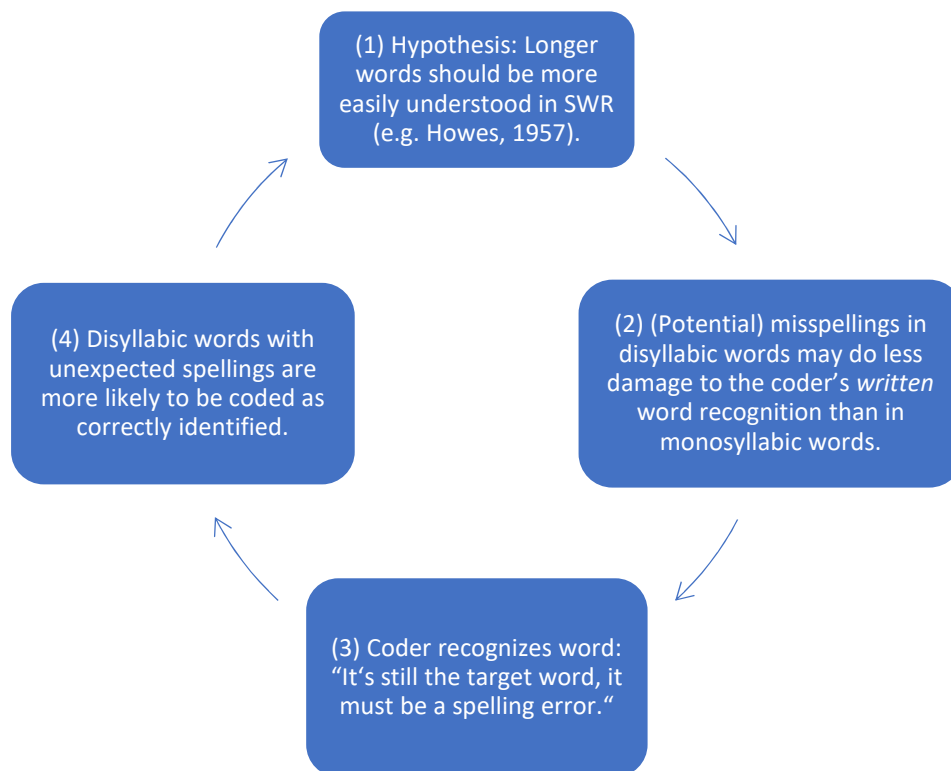 (1) Hypothesis: Longer
words should be more
easily understood in SWR
(e.g. Howes, 1957).
(2) (Potential) misspellings in
disyllabic words may do less
damage to the coder’s written
word recognition than in
monosyllabic words.
(3) Coder recognizes word:
“It‘s still the target word, it
must be a spelling error.“
(4) Disyllabic words with
unexpected spellings are
more likely to be coded as
correctly identified.